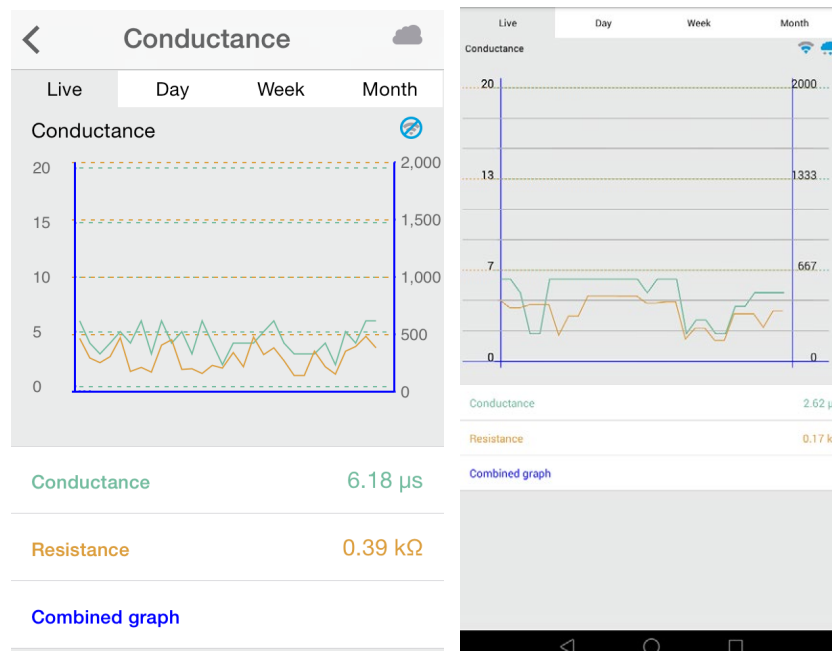 Conductance
Live Day Week Month
Conductance
20 2,000
15 1,500
10 1,000
5 500
0 0
Conductance 6.18 µs
Resistance 0.39 kΩ
Combined graph
Live Day Week Month
Conductance
20 2000
13 1333
7 667
0 0
Conductance 2.62 µ
Resistance 0.17 k
Combined graph